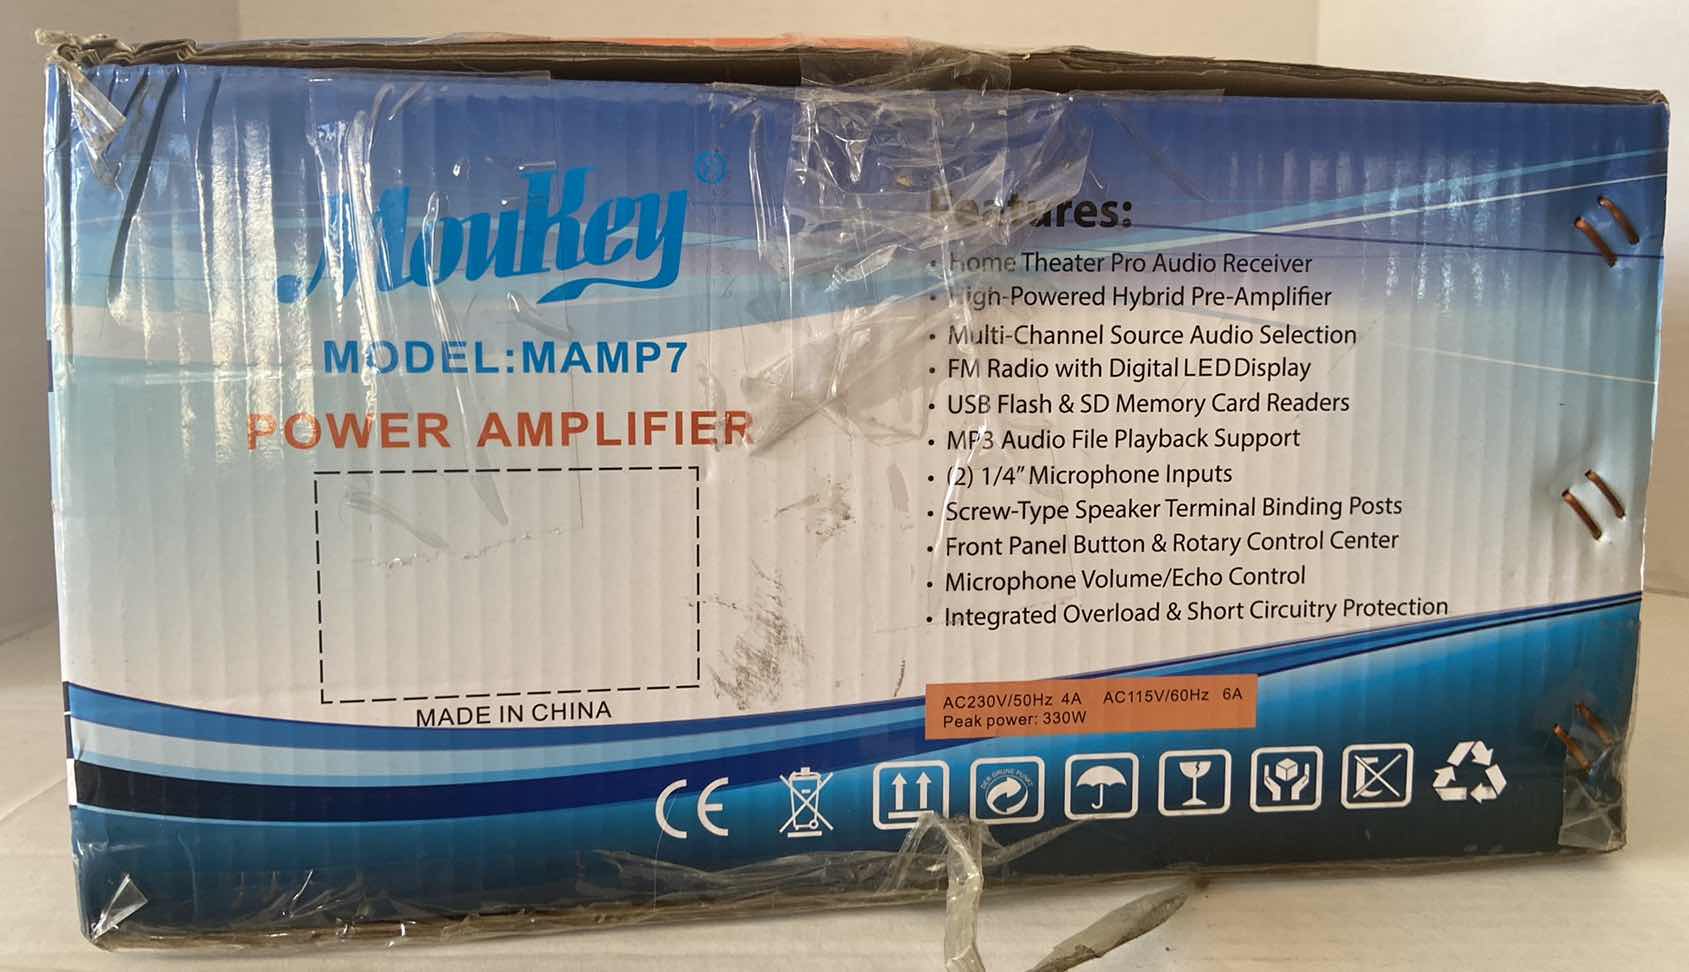 MouKey®
MODEL:MAMP7
POWER AMPLIFIER
MADE IN CHINA
Features:
• Home Theater Pro Audio Receiver
• High-Powered Hybrid Pre-Amplifier
• Multi-Channel Source Audio Selection
• FM Radio with Digital LED Display
• USB Flash & SD Memory Card Readers
• MP3 Audio File Playback Support
• (2) 1/4" Microphone Inputs
• Screw-Type Speaker Terminal Binding Posts
• Front Panel Button & Rotary Control Center
• Microphone Volume/Echo Control
• Integrated Overload & Short Circuitry Protection
AC230V/50Hz 4A AC115V/60Hz 6A
Peak power: 330W
CE
DER GRÜNE PUNKT